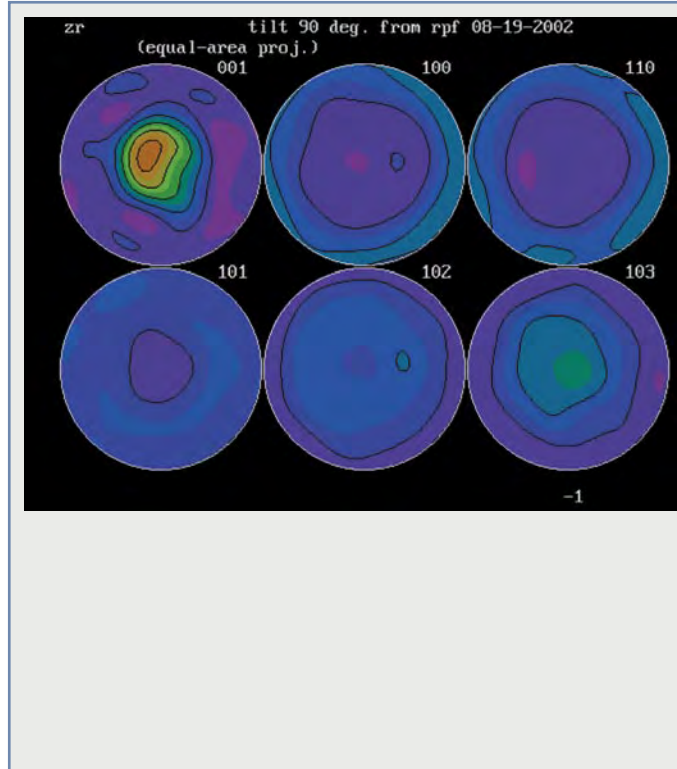 zr tilt 90 deg. from rpf 08-19-2002
(equal-area proj.)
001 100 110
101 102 103
-1